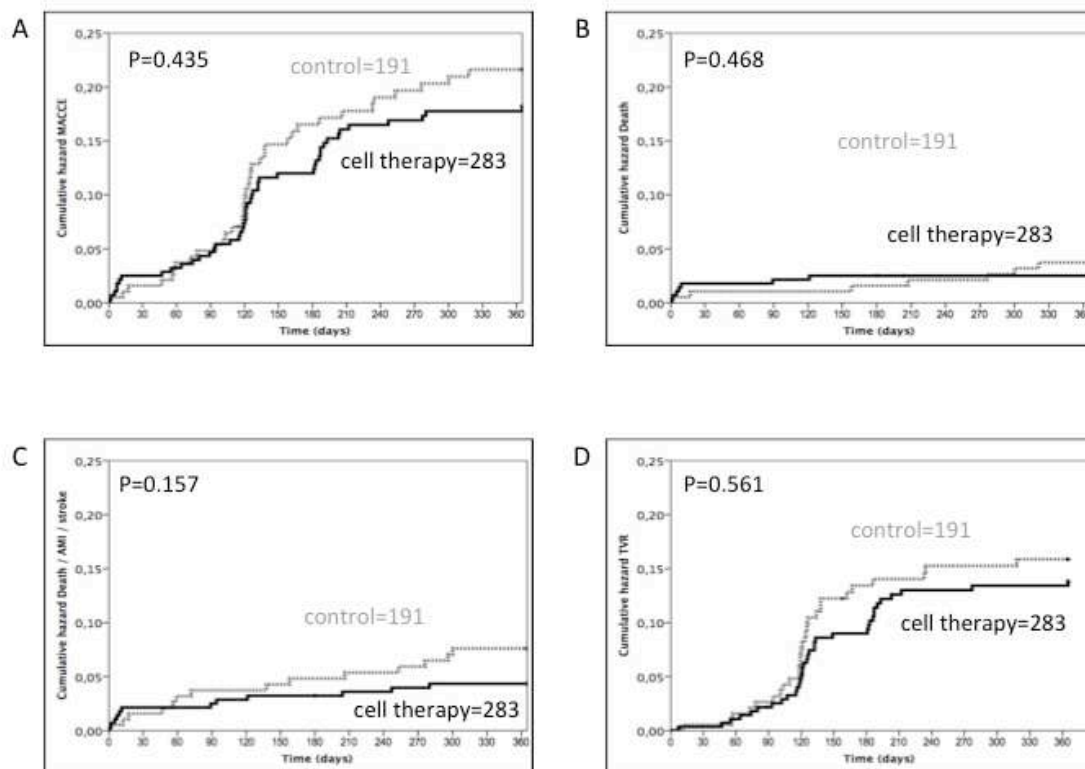 A
P=0.435
control=191
cell therapy=283
Cumulative hazard MACCE
0,25
0,20
0,15
0,10
0,05
0,00
0 30 60 90 120 150 180 210 240 270 300 330 360
Time (days)
B
P=0.468
control=191
cell therapy=283
Cumulative hazard Death
0,25
0,20
0,15
0,10
0,05
0,00
0 30 60 90 120 150 180 210 240 270 300 330 360
Time (days)
C
P=0.157
control=191
cell therapy=283
Cumulative hazard Death / AMI / stroke
0,25
0,20
0,15
0,10
0,05
0,00
0 30 60 90 120 150 180 210 240 270 300 330 360
Time (days)
D
P=0.561
control=191
cell therapy=283
Cumulative hazard TVR
0,25
0,20
0,15
0,10
0,05
0,00
0 30 60 90 120 150 180 210 240 270 300 330 360
Time (days)